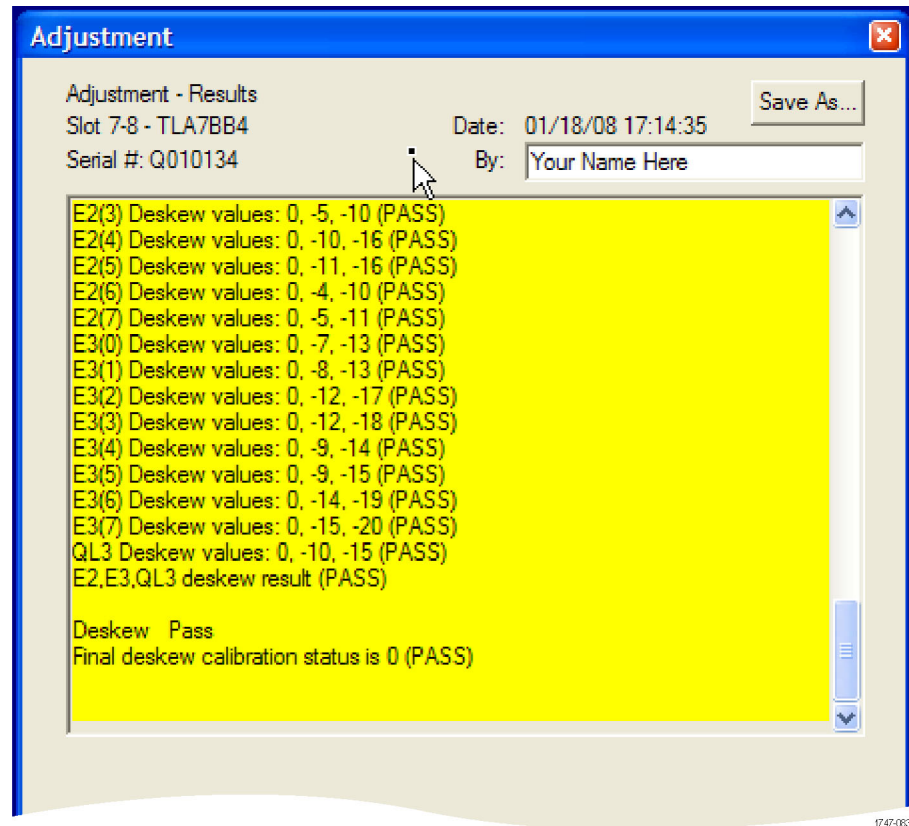 Adjustment
Adjustment - Results
Save As...
Slot 7-8 - TLA7BB4
Date: 01/18/08 17:14:35
Serial #: Q010134
By: Your Name Here
E2(3) Deskew values: 0, -5, -10 (PASS)
E2(4) Deskew values: 0, -10, -16 (PASS)
E2(5) Deskew values: 0, -11, -16 (PASS)
E2(6) Deskew values: 0, -4, -10 (PASS)
E2(7) Deskew values: 0, -5, -11 (PASS)
E3(0) Deskew values: 0, -7, -13 (PASS)
E3(1) Deskew values: 0, -8, -13 (PASS)
E3(2) Deskew values: 0, -12, -17 (PASS)
E3(3) Deskew values: 0, -12, -18 (PASS)
E3(4) Deskew values: 0, -9, -14 (PASS)
E3(5) Deskew values: 0, -9, -15 (PASS)
E3(6) Deskew values: 0, -14, -19 (PASS)
E3(7) Deskew values: 0, -15, -20 (PASS)
QL3 Deskew values: 0, -10, -15 (PASS)
E2,E3,QL3 deskew result (PASS)
Deskew Pass
Final deskew calibration status is 0 (PASS)
1747-083